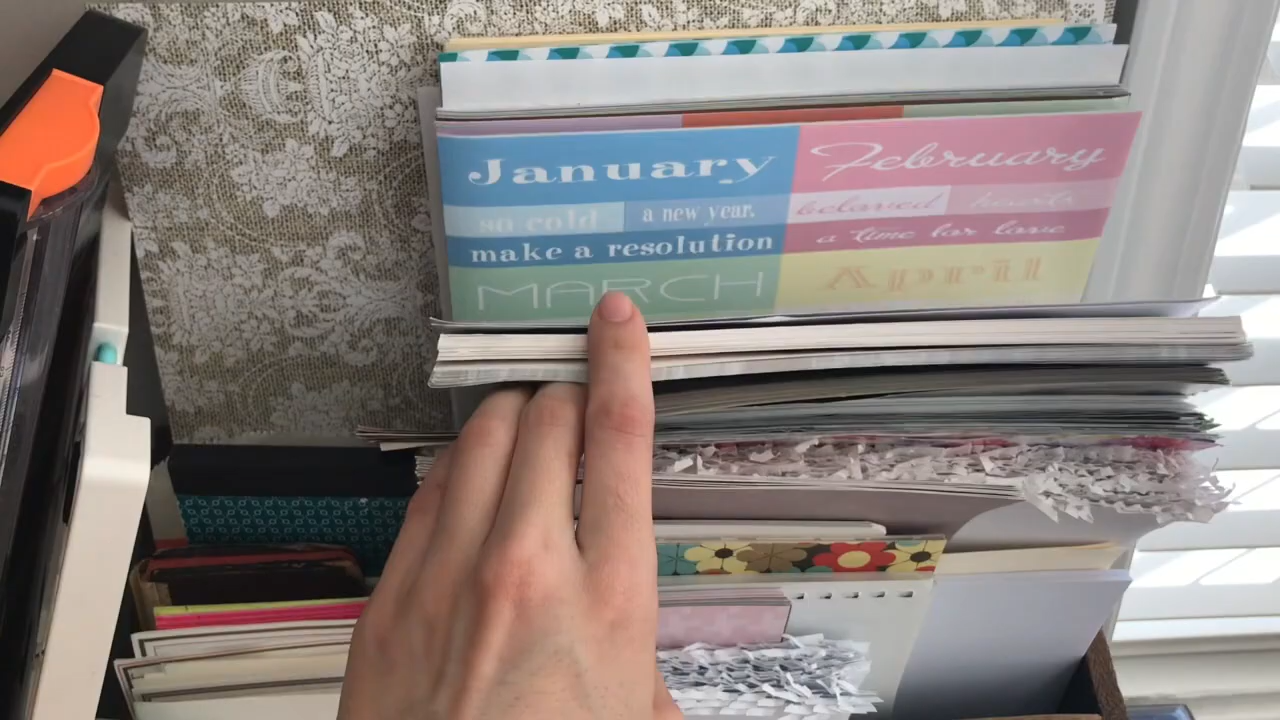 January
February
so cold
a new year.
beloved
hearts
make a resolution
a time for love
MARCH
April